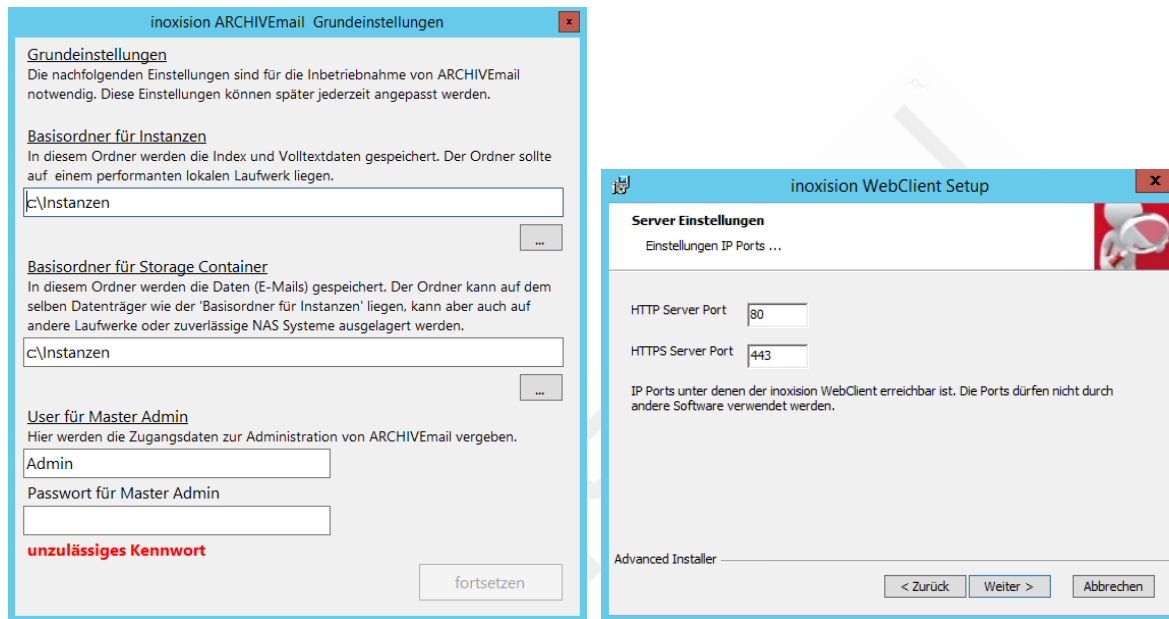 inoxision ARCHIVEmail Grundeinstellungen
x
Grundeinstellungen
Die nachfolgenden Einstellungen sind für die Inbetriebnahme von ARCHIVEmail
notwendig. Diese Einstellungen können später jederzeit angepasst werden.
Basisordner für Instanzen
In diesem Ordner werden die Index und Volltextdaten gespeichert. Der Ordner sollte
auf einem performanten lokalen Laufwerk liegen.
c:\Instanzen
...
Basisordner für Storage Container
In diesem Ordner werden die Daten (E-Mails) gespeichert. Der Ordner kann auf dem
selben Datenträger wie der 'Basisordner für Instanzen' liegen, kann aber auch auf
andere Laufwerke oder zuverlässige NAS Systeme ausgelagert werden.
c:\Instanzen
...
User für Master Admin
Hier werden die Zugangsdaten zur Administration von ARCHIVEmail vergeben.
Admin
Passwort für Master Admin
unzulässiges Kennwort
fortsetzen
inoxision WebClient Setup
x
Server Einstellungen
Einstellungen IP Ports ...
HTTP Server Port 80
HTTPS Server Port 443
IP Ports unter denen der inoxision WebClient erreichbar ist. Die Ports dürfen nicht durch
andere Software verwendet werden.
Advanced Installer
< Zurück Weiter > Abbrechen